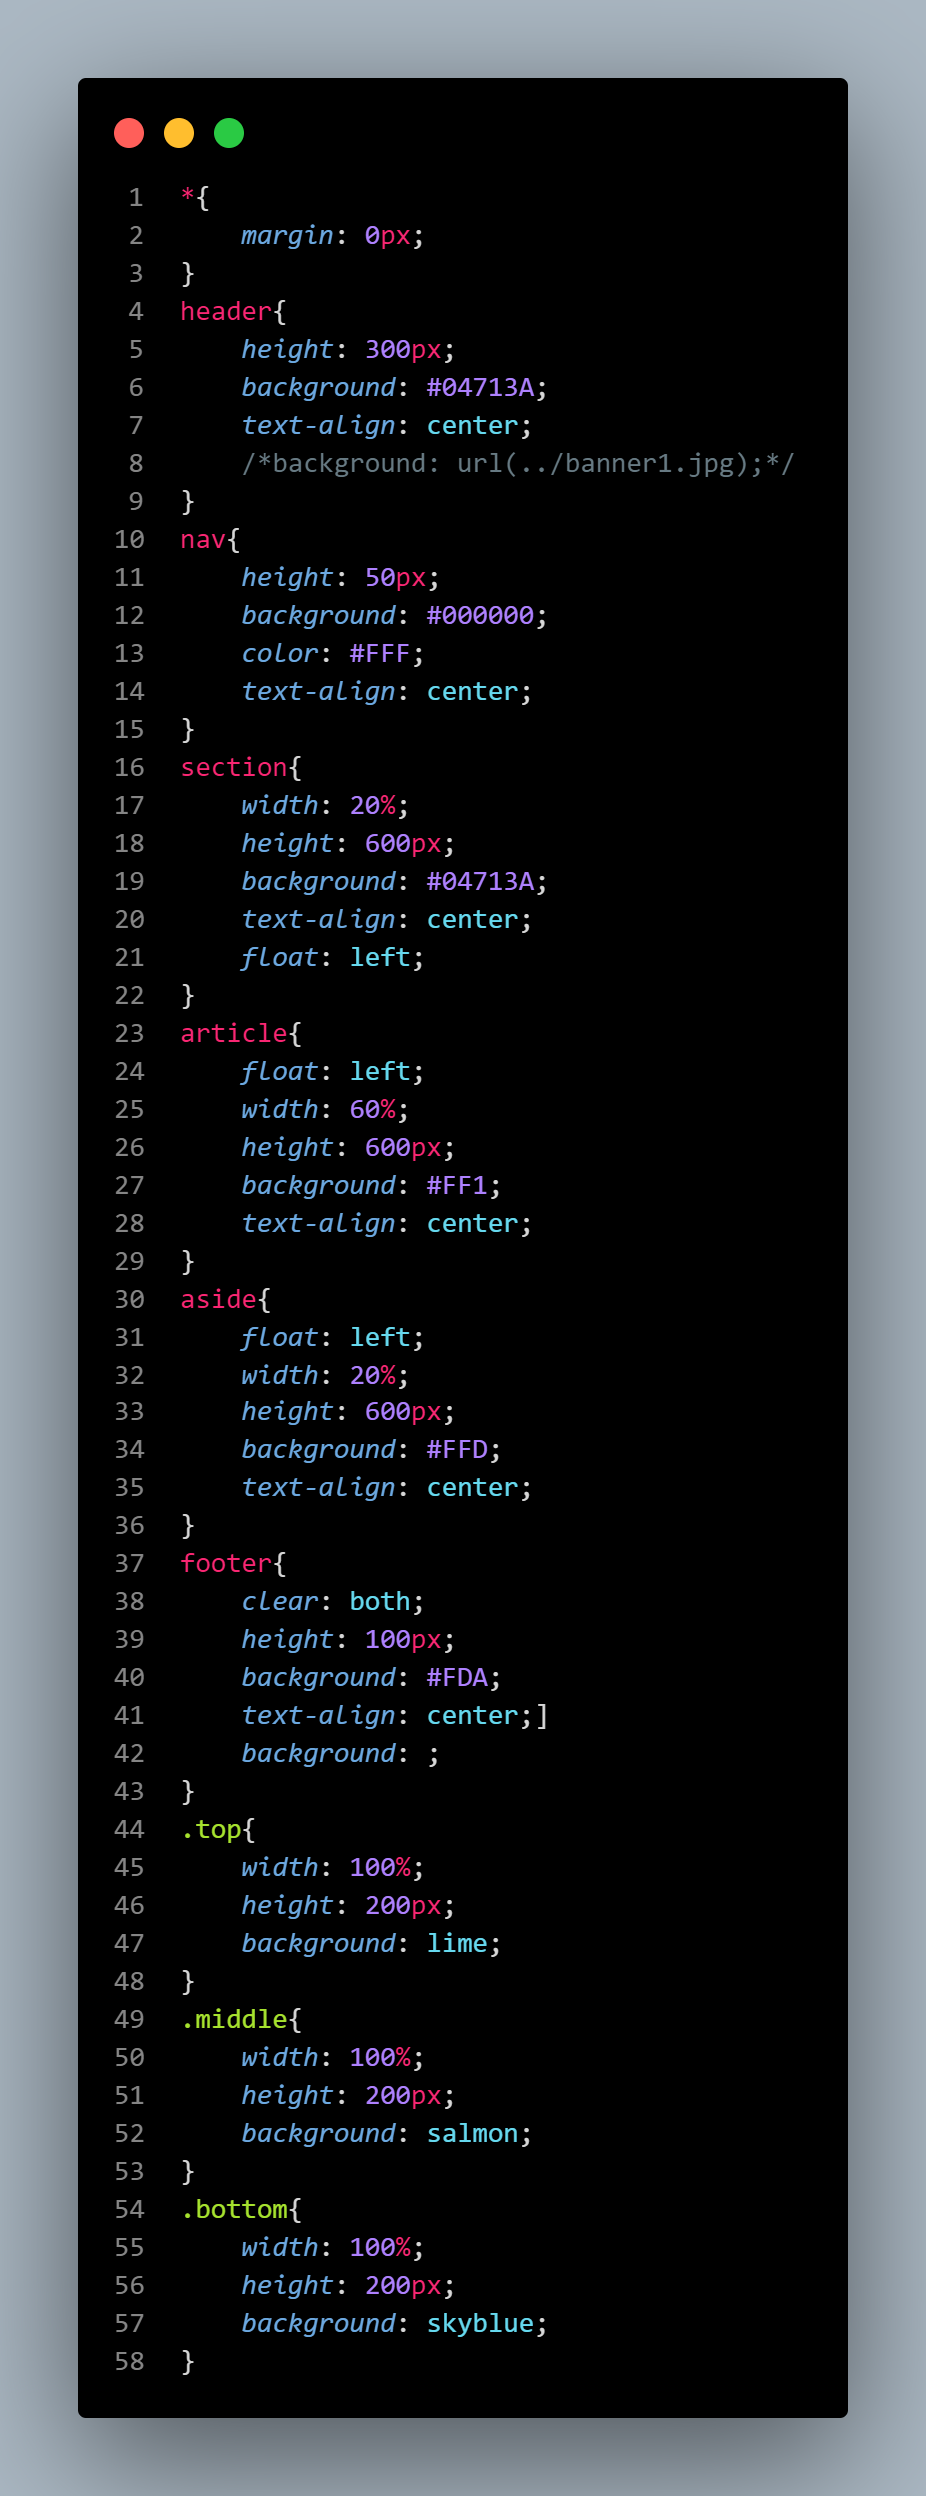 1 *{
2     margin: 0px;
3 }
4 header{
5     height: 300px;
6     background: #04713A;
7     text-align: center;
8     /*background: url(../banner1.jpg);*/
9 }
10 nav{
11     height: 50px;
12     background: #000000;
13     color: #FFF;
14     text-align: center;
15 }
16 section{
17     width: 20%;
18     height: 600px;
19     background: #04713A;
20     text-align: center;
21     float: left;
22 }
23 article{
24     float: left;
25     width: 60%;
26     height: 600px;
27     background: #FF1;
28     text-align: center;
29 }
30 aside{
31     float: left;
32     width: 20%;
33     height: 600px;
34     background: #FFD;
35     text-align: center;
36 }
37 footer{
38     clear: both;
39     height: 100px;
40     background: #FDA;
41     text-align: center;]
42     background: ;
43 }
44 .top{
45     width: 100%;
46     height: 200px;
47     background: lime;
48 }
49 .middle{
50     width: 100%;
51     height: 200px;
52     background: salmon;
53 }
54 .bottom{
55     width: 100%;
56     height: 200px;
57     background: skyblue;
58 }